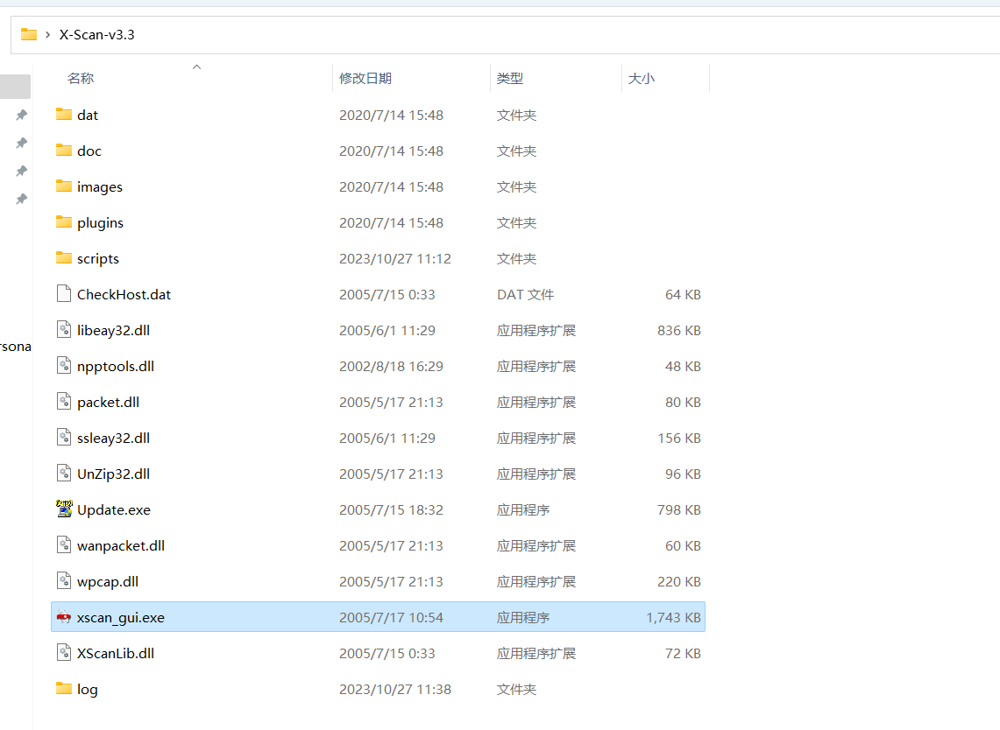 X-Scan-v3.3
名称 修改日期 类型 大小
dat 2020/7/14 15:48 文件夹
doc 2020/7/14 15:48 文件夹
images 2020/7/14 15:48 文件夹
plugins 2020/7/14 15:48 文件夹
scripts 2023/10/27 11:12 文件夹
CheckHost.dat 2005/7/15 0:33 DAT 文件 64 KB
libeay32.dll 2005/6/1 11:29 应用程序扩展 836 KB
rsona
npptools.dll 2002/8/18 16:29 应用程序扩展 48 KB
packet.dll 2005/5/17 21:13 应用程序扩展 80 KB
ssleay32.dll 2005/6/1 11:29 应用程序扩展 156 KB
UnZip32.dll 2005/5/17 21:13 应用程序扩展 96 KB
Update.exe 2005/7/15 18:32 应用程序 798 KB
wanpacket.dll 2005/5/17 21:13 应用程序扩展 60 KB
wpcap.dll 2005/5/17 21:13 应用程序扩展 220 KB
xscan_gui.exe 2005/7/17 10:54 应用程序 1,743 KB
XScanLib.dll 2005/7/15 0:33 应用程序扩展 72 KB
log 2023/10/27 11:38 文件夹